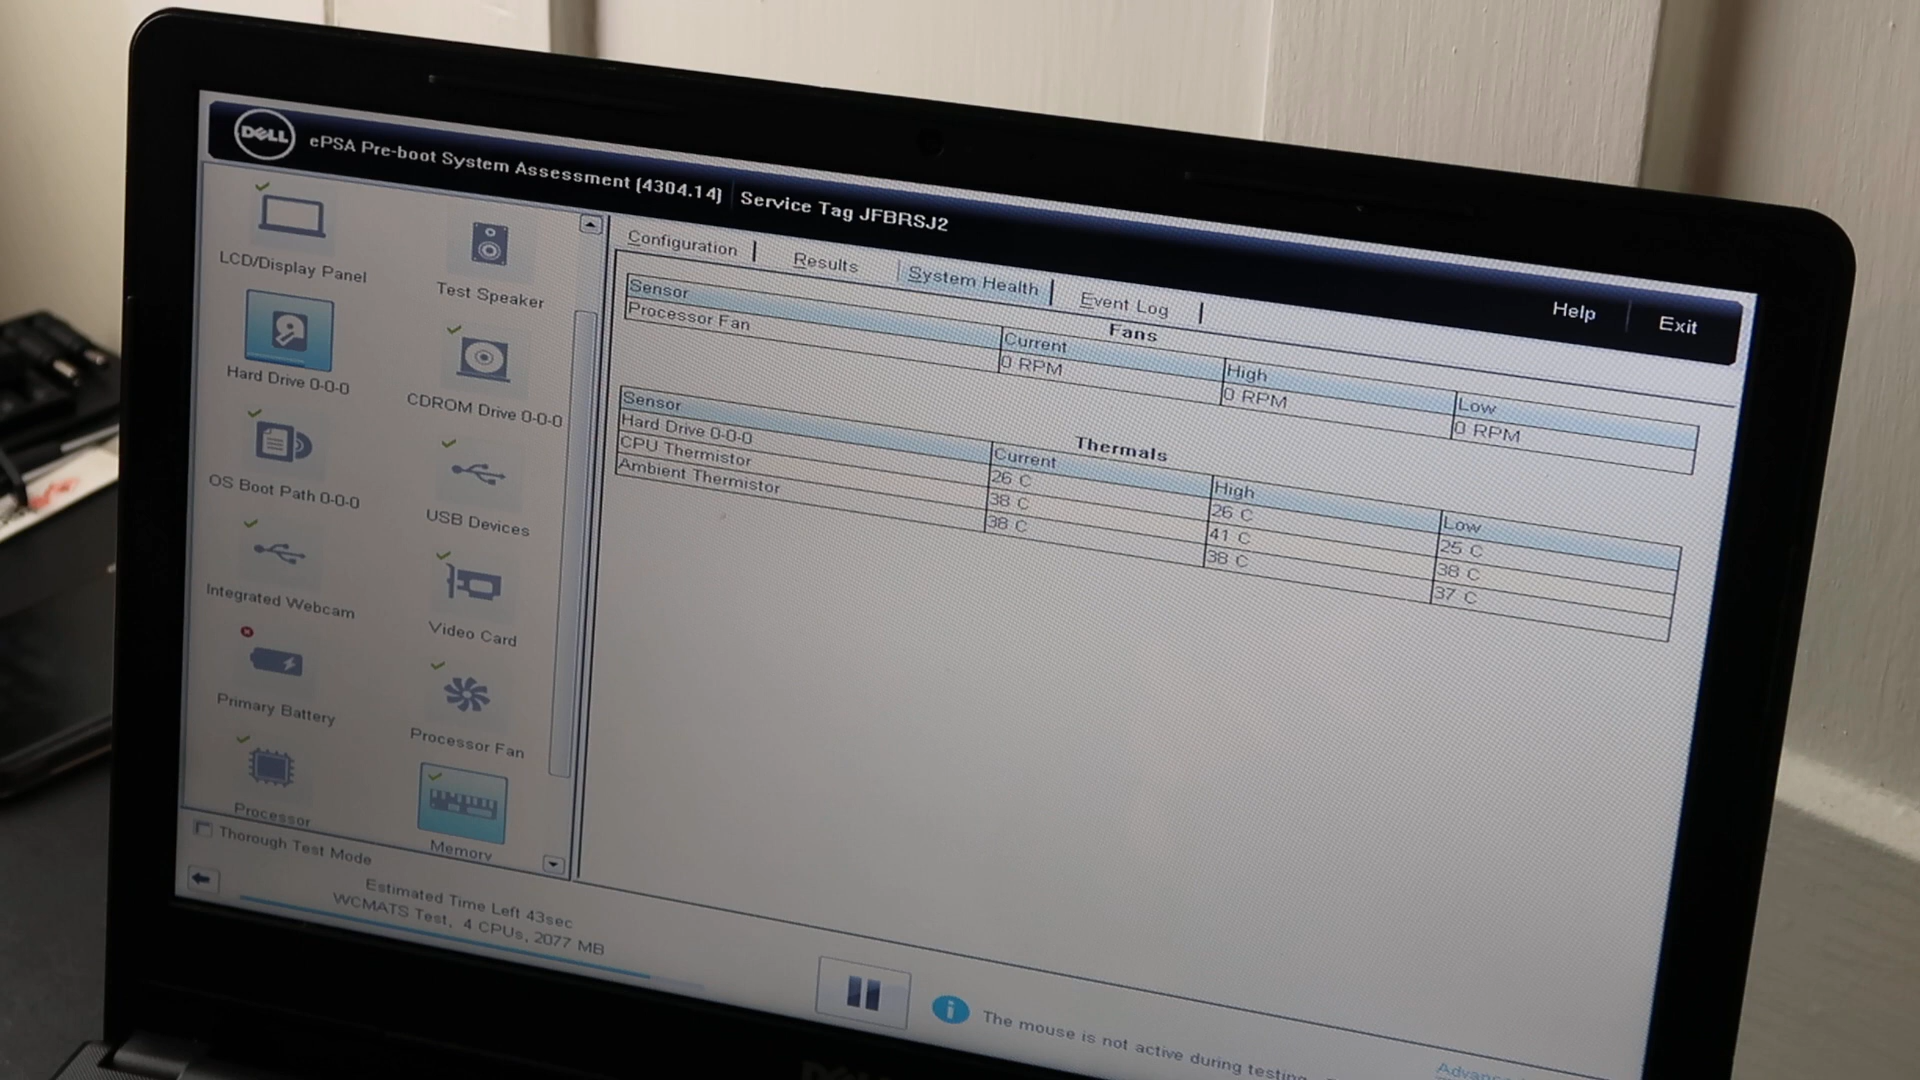 DELL
ePSA Pre-boot System Assessment (4304.14)
Service Tag JFBRSJ2
Help
Exit
LCD/Display Panel
Test Speaker
Hard Drive 0-0-0
CDROM Drive 0-0-0
OS Boot Path 0-0-0
USB Devices
Integrated Webcam
Video Card
Primary Battery
Processor Fan
Processor
Memory
Thorough Test Mode
Estimated Time Left 43sec
WCMATS Test, 4 CPUs, 2077 MB
Configuration
Results
System Health
Event Log
Fans
Sensor Current High Low
Processor Fan 0 RPM 0 RPM 0 RPM
Thermals
Sensor Current High Low
Hard Drive 0-0-0 26 C 26 C 25 C
CPU Thermistor 38 C 41 C 38 C
Ambient Thermistor 38 C 38 C 37 C
The mouse is not active during testing.